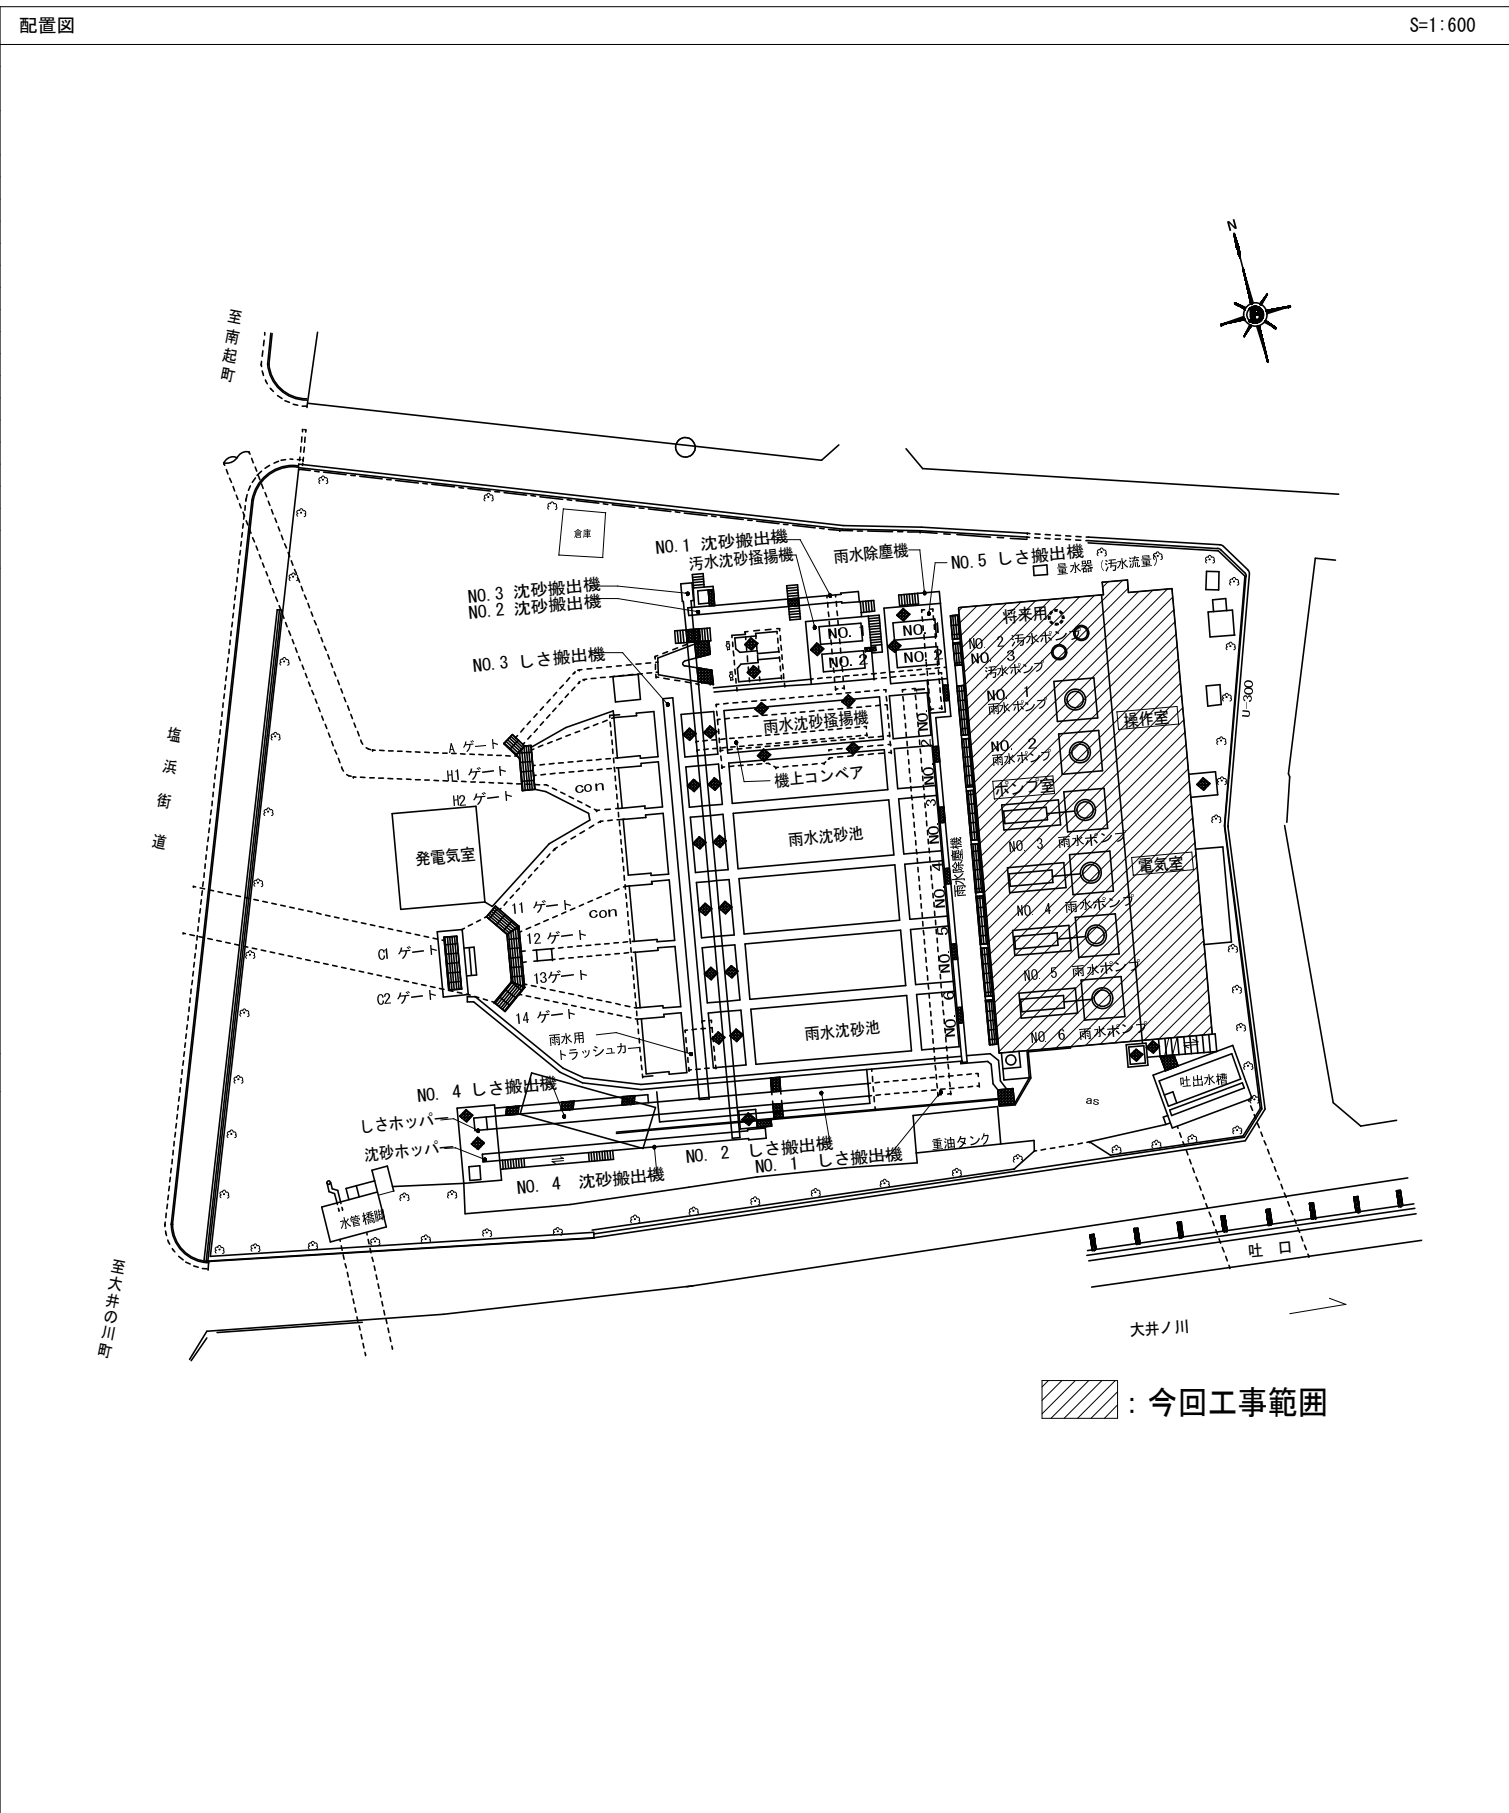 配置図
S=1:600
N
至南起町
倉庫
NO.1 沈砂搬出機
汚水沈砂掻揚機
雨水除塵機
NO.5 しさ搬出機
量水器（汚水流量）
NO.3 沈砂搬出機
NO.2 沈砂搬出機
将来用
NO. 1
NO. 2
NO. 2
NO. 2 汚水ポンプ
NO. 3
汚水ポンプ
NO.3 しさ搬出機
NO. 1
雨水ポンプ
U-300
操作室
雨水沈砂掻揚機
NO. 2
雨水ポンプ
塩浜街道
A ゲート
H1 ゲート
H2 ゲート
con
機上コンベア
ポンプ室
NO. 2
NO. 3
NO. 4
NO. 5
NO. 6
雨水除塵機
雨水沈砂池
NO. 3 雨水ポンプ
発電気室
電気室
NO. 4 雨水ポンプ
11 ゲート
con
12 ゲート
C1 ゲート
13ゲート
NO. 5 雨水ポンプ
C2 ゲート
14 ゲート
雨水沈砂池
NO. 6 雨水ポンプ
雨水用
トラッシュカー
吐出水槽
NO. 4 しさ搬出機
as
しさホッパー
沈砂ホッパー
重油タンク
NO. 2 しさ搬出機
NO. 1 しさ搬出機
NO. 4 沈砂搬出機
水管橋脚
吐 口
至大井の川町
大井ノ川
：今回工事範囲